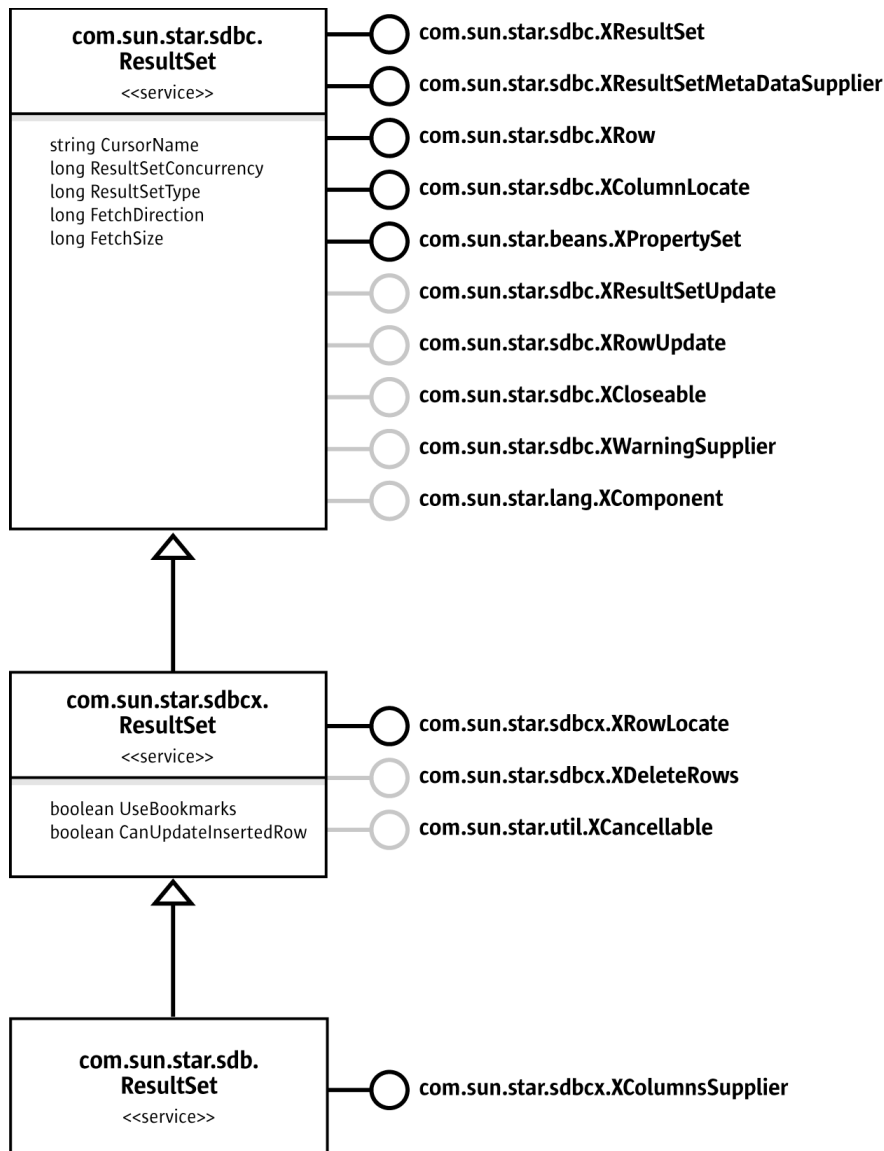 com.sun.star.sdbc.
ResultSet
<<service>>
string CursorName
long ResultSetConcurrency
long ResultSetType
long FetchDirection
long FetchSize
com.sun.star.sdbc.XResultSet
com.sun.star.sdbc.XResultSetMetaDataSupplier
com.sun.star.sdbc.XRow
com.sun.star.sdbc.XColumnLocate
com.sun.star.beans.XPropertySet
com.sun.star.sdbc.XResultSetUpdate
com.sun.star.sdbc.XRowUpdate
com.sun.star.sdbc.XCloseable
com.sun.star.sdbc.XWarningSupplier
com.sun.star.lang.XComponent
com.sun.star.sdbcx.
ResultSet
<<service>>
boolean UseBookmarks
boolean CanUpdateInsertedRow
com.sun.star.sdbcx.XRowLocate
com.sun.star.sdbcx.XDeleteRows
com.sun.star.util.XCancellable
com.sun.star.sdb.
ResultSet
<<service>>
com.sun.star.sdbcx.XColumnsSupplier